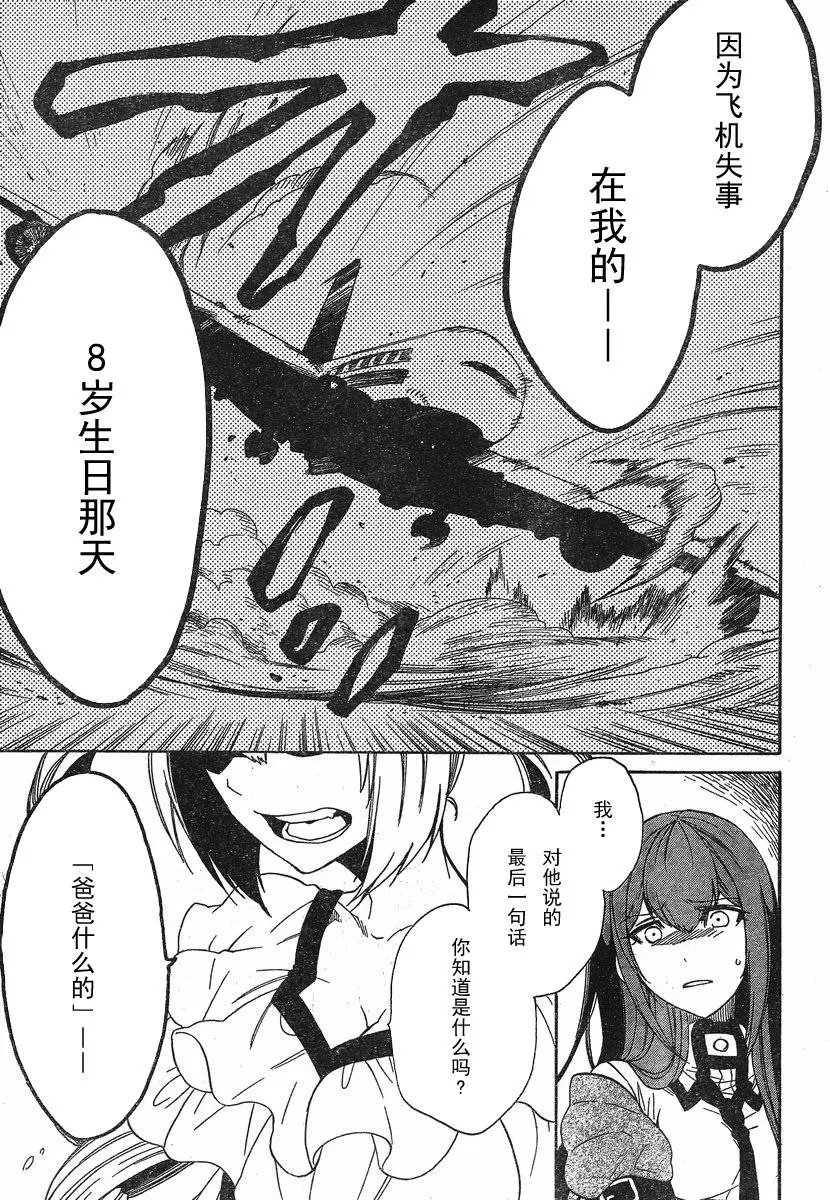 因为飞机失事
在我的——
8岁生日那天
我…
对他说的
最后一句话
你知道是什么吗？
「爸爸什么的」——